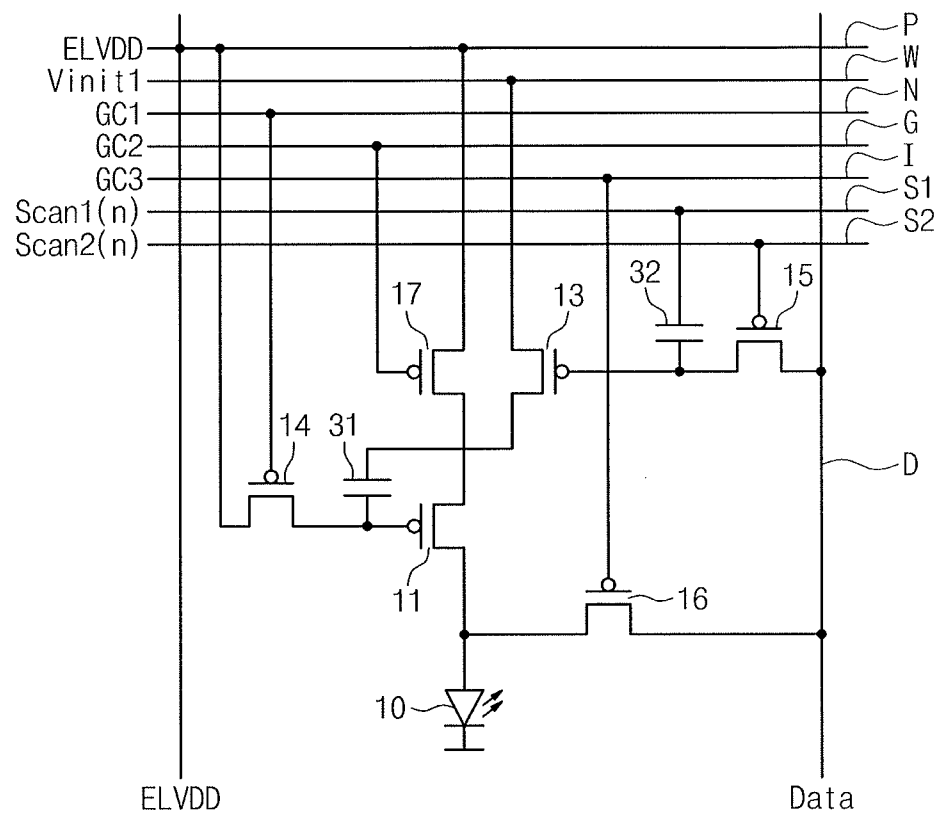 ELVDD P
Vinit1 W
GC1 N
GC2 G
GC3 I
Scan1(n) S1
Scan2(n) S2
17 13 32 15
14 31 D
11 16
10
ELVDD Data